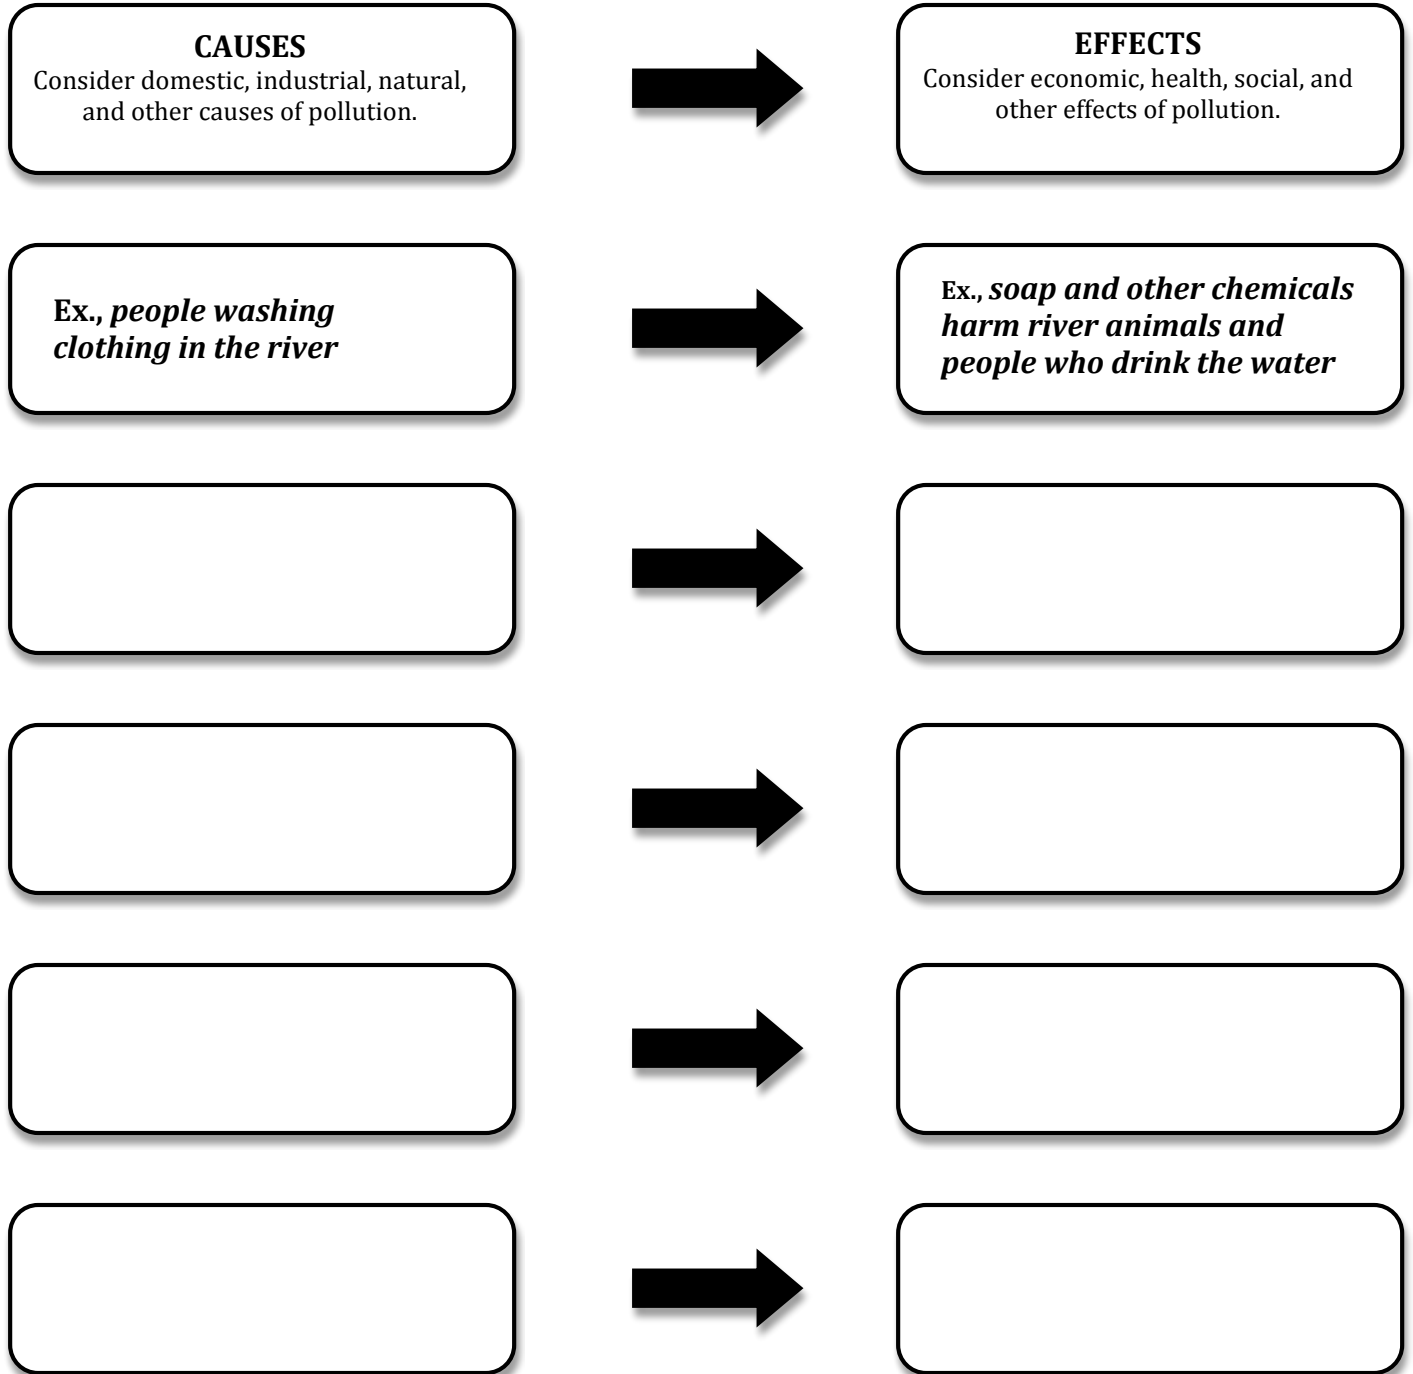 CAUSES
Consider domestic, industrial, natural,
and other causes of pollution.
EFFECTS
Consider economic, health, social, and
other effects of pollution.
Ex., people washing
clothing in the river
Ex., soap and other chemicals
harm river animals and
people who drink the water